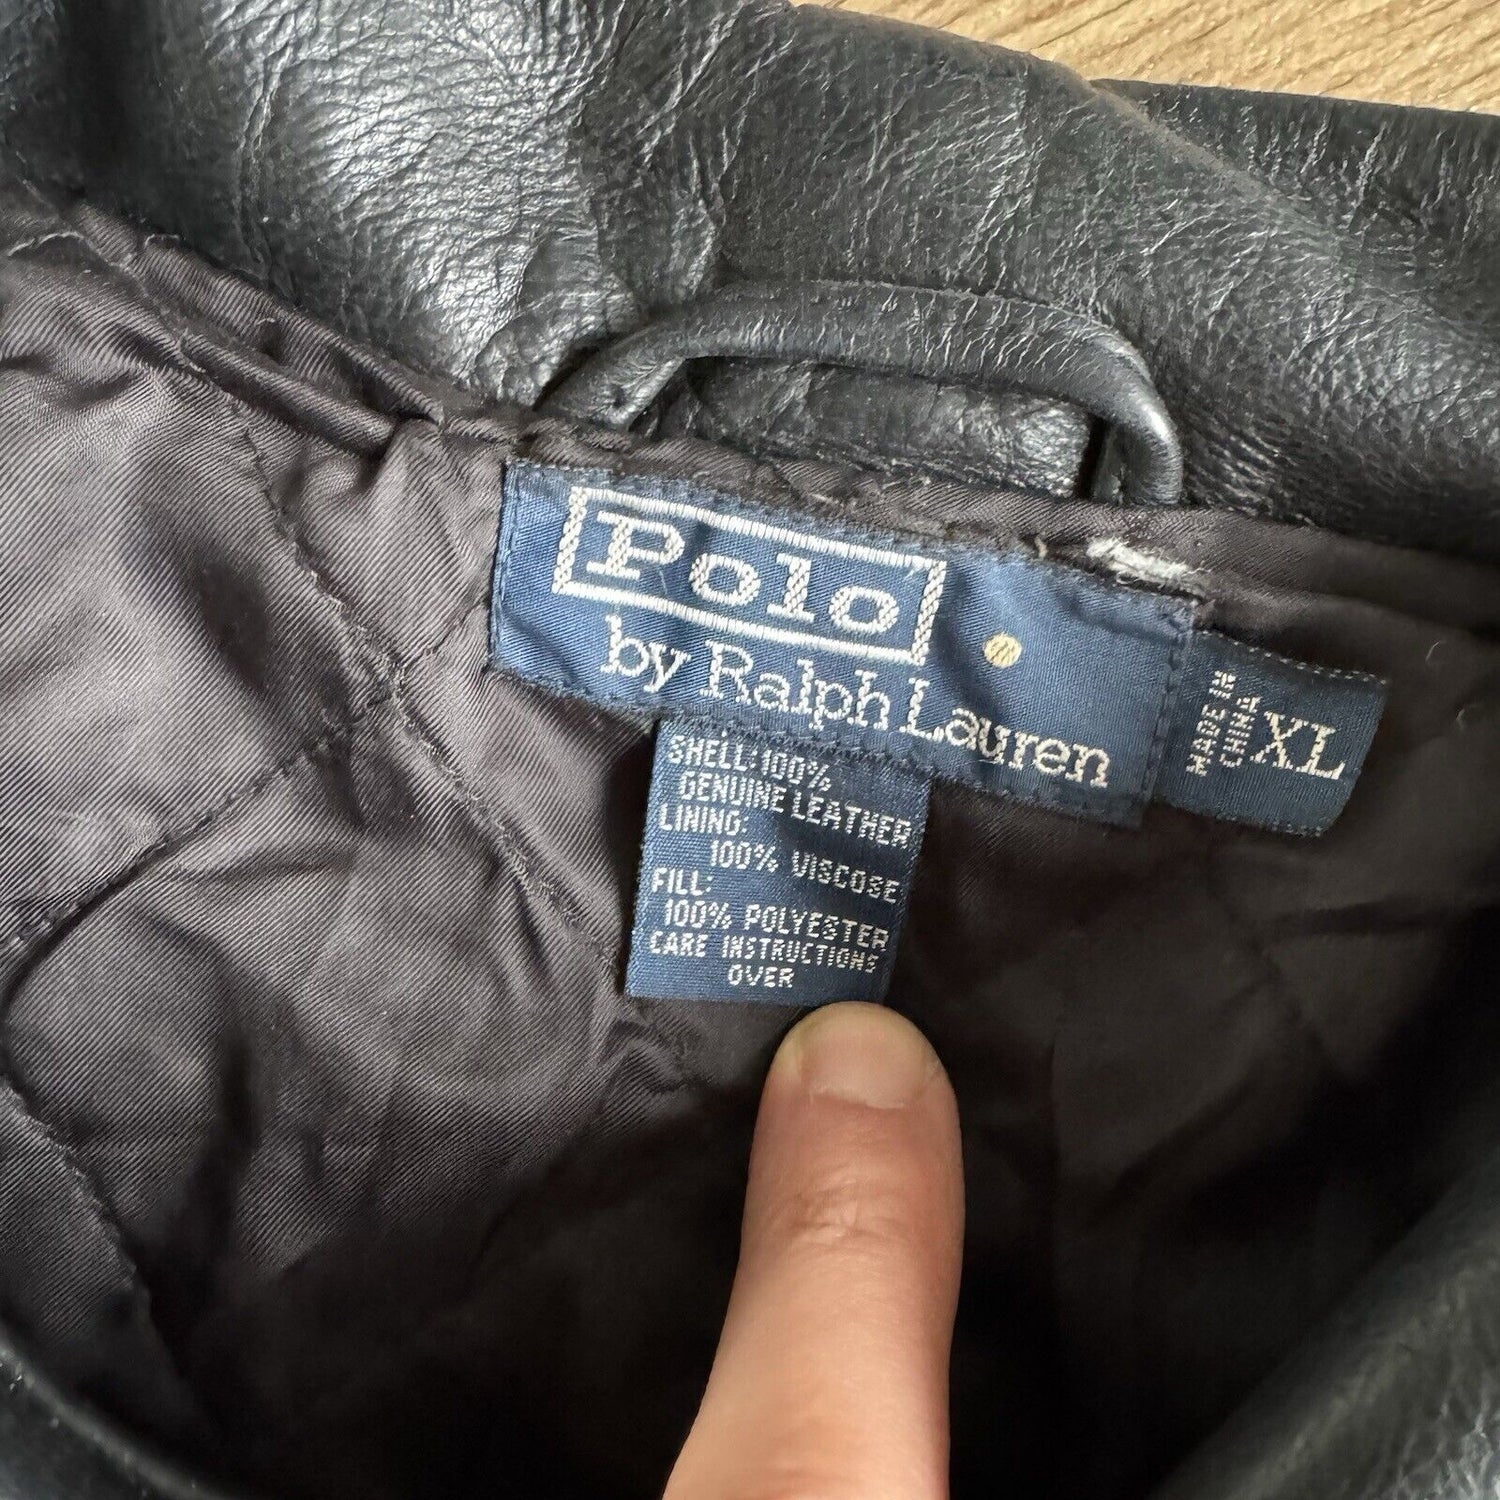 Polo
by Ralph Lauren
MADE IN
CHINA
XL
SHELL:100%
GENUINE LEATHER
LINING:
100% VISCOSE
FILL:
100% POLYESTER
CARE INSTRUCTIONS
OVER